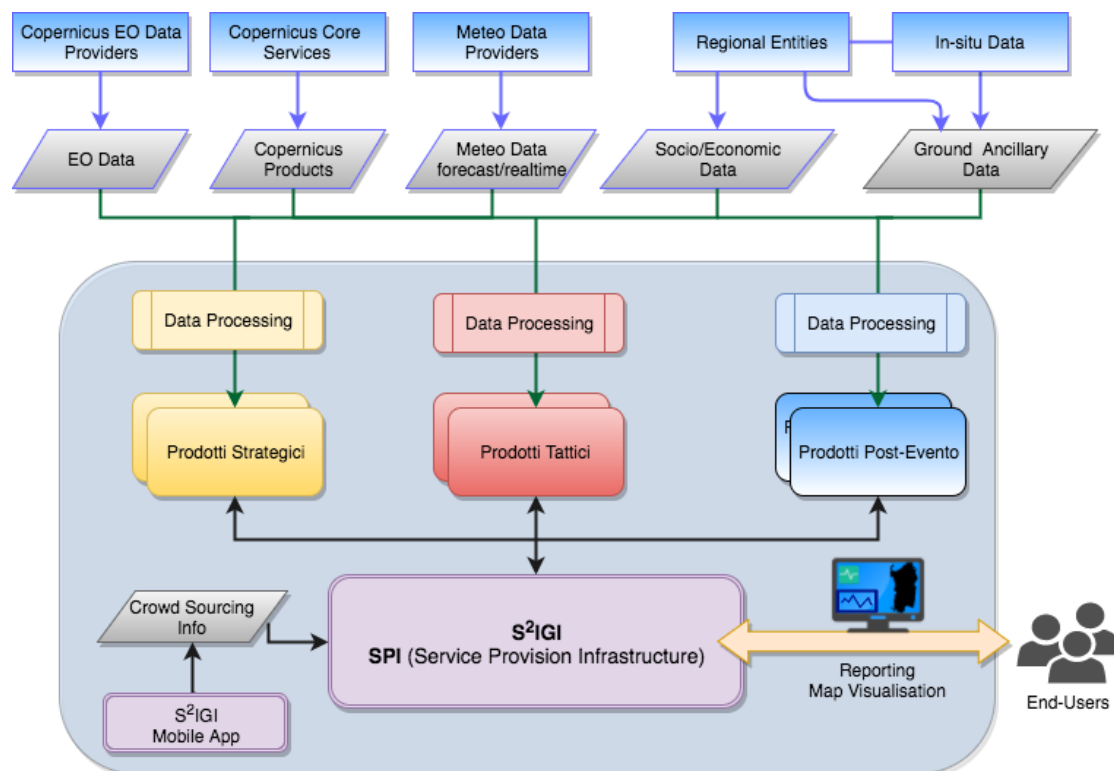 Copernicus EO Data
Providers
Copernicus Core
Services
Meteo Data
Providers
Regional Entities
In-situ Data
EO Data
Copernicus
Products
Meteo Data
forecast/realtime
Socio/Economic
Data
Ground Ancillary
Data
Data Processing
Data Processing
Data Processing
Prodotti Strategici
Prodotti Tattici
Prodotti Post-Evento
Crowd Sourcing
Info
S²IGI
SPI (Service Provision Infrastructure)
Reporting
Map Visualisation
End-Users
S²IGI
Mobile App